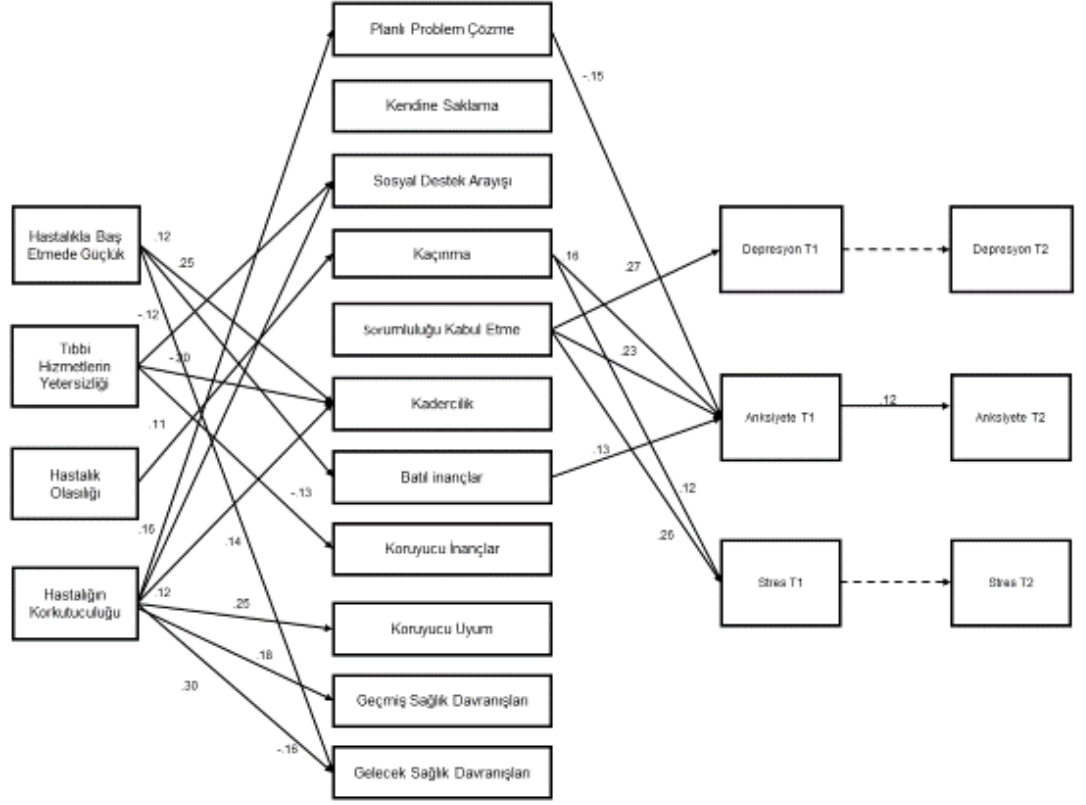 Planlı Problem Çözme
-.15
Kendine Saklama
Sosyal Destek Arayışı
Hastalıkla Baş
Etmede Güçlük
.12
.25
Kaçınma
.16
Depresyon T1
Depresyon T2
.27
-.12
Sorumluluğu Kabul Etme
Tıbbi
Hizmetlerin
Yetersizliği
-.20
.23
Kadercilik
Anksiyete T1
.12
Anksiyete T2
.11
.13
Hastalık
Olasılığı
Batıl inançlar
-.13
.12
.16
.14
Koruyucu İnançlar
.26
Stres T1
Stres T2
Hastalığın
Korkutuculuğu
.12
.25
Koruyucu Uyum
.18
.30
Geçmiş Sağlık Davranışları
-.16
Gelecek Sağlık Davranışları